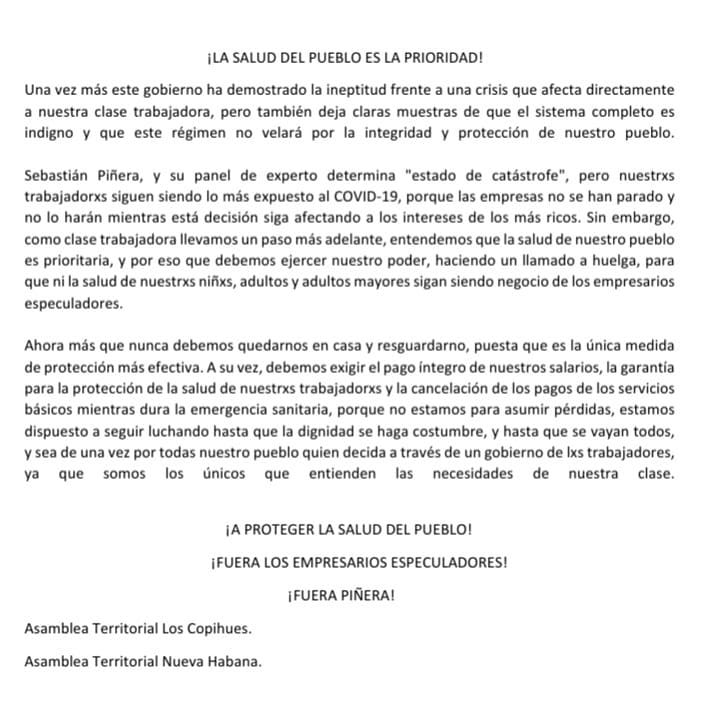 ¡LA SALUD DEL PUEBLO ES LA PRIORIDAD!
Una vez más este gobierno ha demostrado la ineptitud frente a una crisis que afecta directamente
a nuestra clase trabajadora, pero también deja claras muestras de que el sistema completo es
indigno y que este régimen no velará por la integridad y protección de nuestro pueblo.
Sebastián Piñera, y su panel de experto determina "estado de catástrofe", pero nuestrxs
trabajadorxs siguen siendo lo más expuesto al COVID-19, porque las empresas no se han parado y
no lo harán mientras está decisión siga afectando a los intereses de los más ricos. Sin embargo,
como clase trabajadora llevamos un paso más adelante, entendemos que la salud de nuestro pueblo
es prioritaria, y por eso que debemos ejercer nuestro poder, haciendo un llamado a huelga, para
que ni la salud de nuestrxs niñxs, adultos y adultos mayores sigan siendo negocio de los empresarios
especuladores.
Ahora más que nunca debemos quedarnos en casa y resguardarno, puesta que es la única medida
de protección más efectiva. A su vez, debemos exigir el pago íntegro de nuestros salarios, la garantía
para la protección de la salud de nuestrxs trabajadorxs y la cancelación de los pagos de los servicios
básicos mientras dura la emergencia sanitaria, porque no estamos para asumir pérdidas, estamos
dispuesto a seguir luchando hasta que la dignidad se haga costumbre, y hasta que se vayan todos,
y sea de una vez por todas nuestro pueblo quien decida a través de un gobierno de lxs trabajadores,
ya que somos los únicos que entienden las necesidades de nuestra clase.
¡A PROTEGER LA SALUD DEL PUEBLO!
¡FUERA LOS EMPRESARIOS ESPECULADORES!
¡FUERA PIÑERA!
Asamblea Territorial Los Copihues.
Asamblea Territorial Nueva Habana.